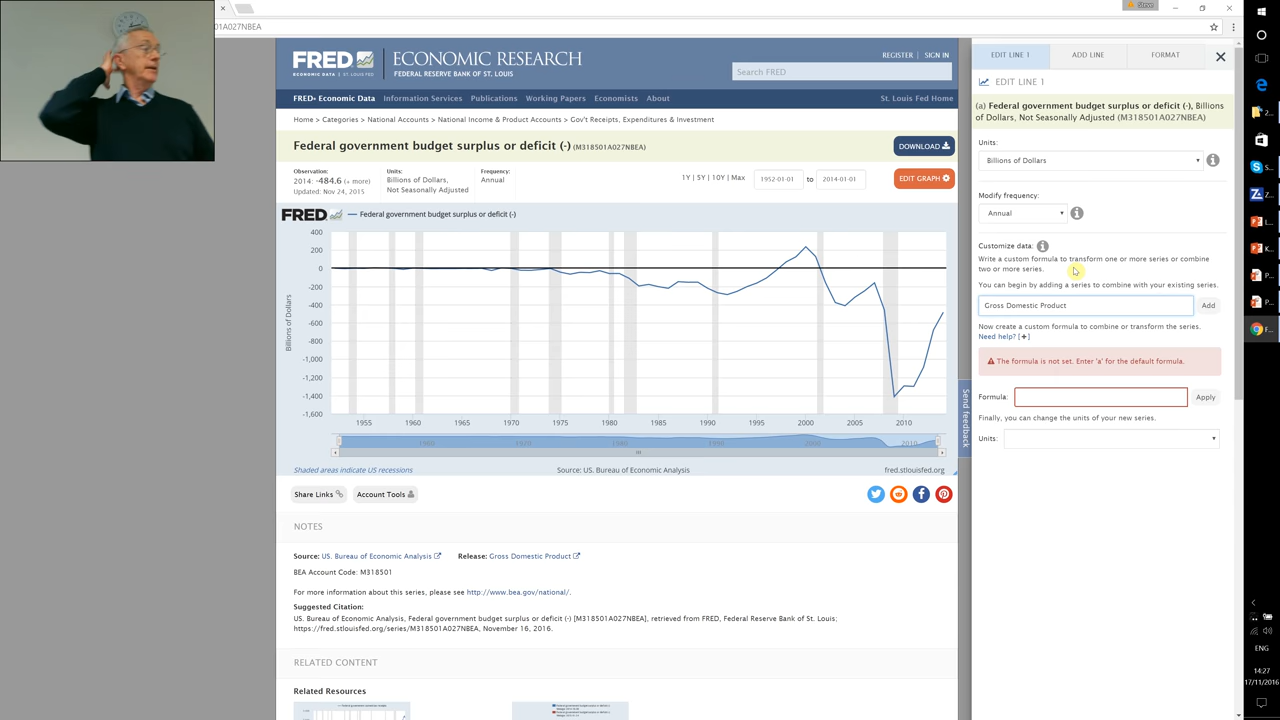 Steve
01A027NBEA
FRED ECONOMIC RESEARCH
ECONOMIC DATA | ST. LOUIS FED FEDERAL RESERVE BANK OF ST. LOUIS
REGISTER | SIGN IN
Search FRED
FRED® Economic Data Information Services Publications Working Papers Economists About St. Louis Fed Home
Home > Categories > National Accounts > National Income & Product Accounts > Gov't Receipts, Expenditures & Investment
Federal government budget surplus or deficit (-) (M318501A027NBEA)
DOWNLOAD
Observation:
2014: -484.6 (+ more)
Updated: Nov 24, 2015
Units:
Billions of Dollars,
Not Seasonally Adjusted
Frequency:
Annual
1Y | 5Y | 10Y | Max 1952-01-01 to 2014-01-01
EDIT GRAPH
FRED — Federal government budget surplus or deficit (-)
400
200
0
-200
-400
-600
-800
-1,000
-1,200
-1,400
-1,600
Billions of Dollars
1955 1960 1965 1970 1975 1980 1985 1990 1995 2000 2005 2010
1960 1970 1980 1990 2000 2010
Shaded areas indicate US recessions Source: US. Bureau of Economic Analysis fred.stlouisfed.org
Share Links Account Tools
NOTES
Source: US. Bureau of Economic Analysis Release: Gross Domestic Product
BEA Account Code: M318501
For more information about this series, please see http://www.bea.gov/national/.
Suggested Citation:
US. Bureau of Economic Analysis, Federal government budget surplus or deficit (-) [M318501A027NBEA], retrieved from FRED, Federal Reserve Bank of St. Louis;
https://fred.stlouisfed.org/series/M318501A027NBEA, November 16, 2016.
RELATED CONTENT
Related Resources
Send feedback
EDIT LINE 1 ADD LINE FORMAT
EDIT LINE 1
(a) Federal government budget surplus or deficit (-), Billions
of Dollars, Not Seasonally Adjusted (M318501A027NBEA)
Units:
Billions of Dollars
Modify frequency:
Annual
Customize data:
Write a custom formula to transform one or more series or combine
two or more series.
You can begin by adding a series to combine with your existing series.
Gross Domestic Product Add
Now create a custom formula to combine or transform the series.
Need help? [+]
The formula is not set. Enter 'a' for the default formula.
Formula: Apply
Finally, you can change the units of your new series.
Units:
ENG
14:27
17/11/2016